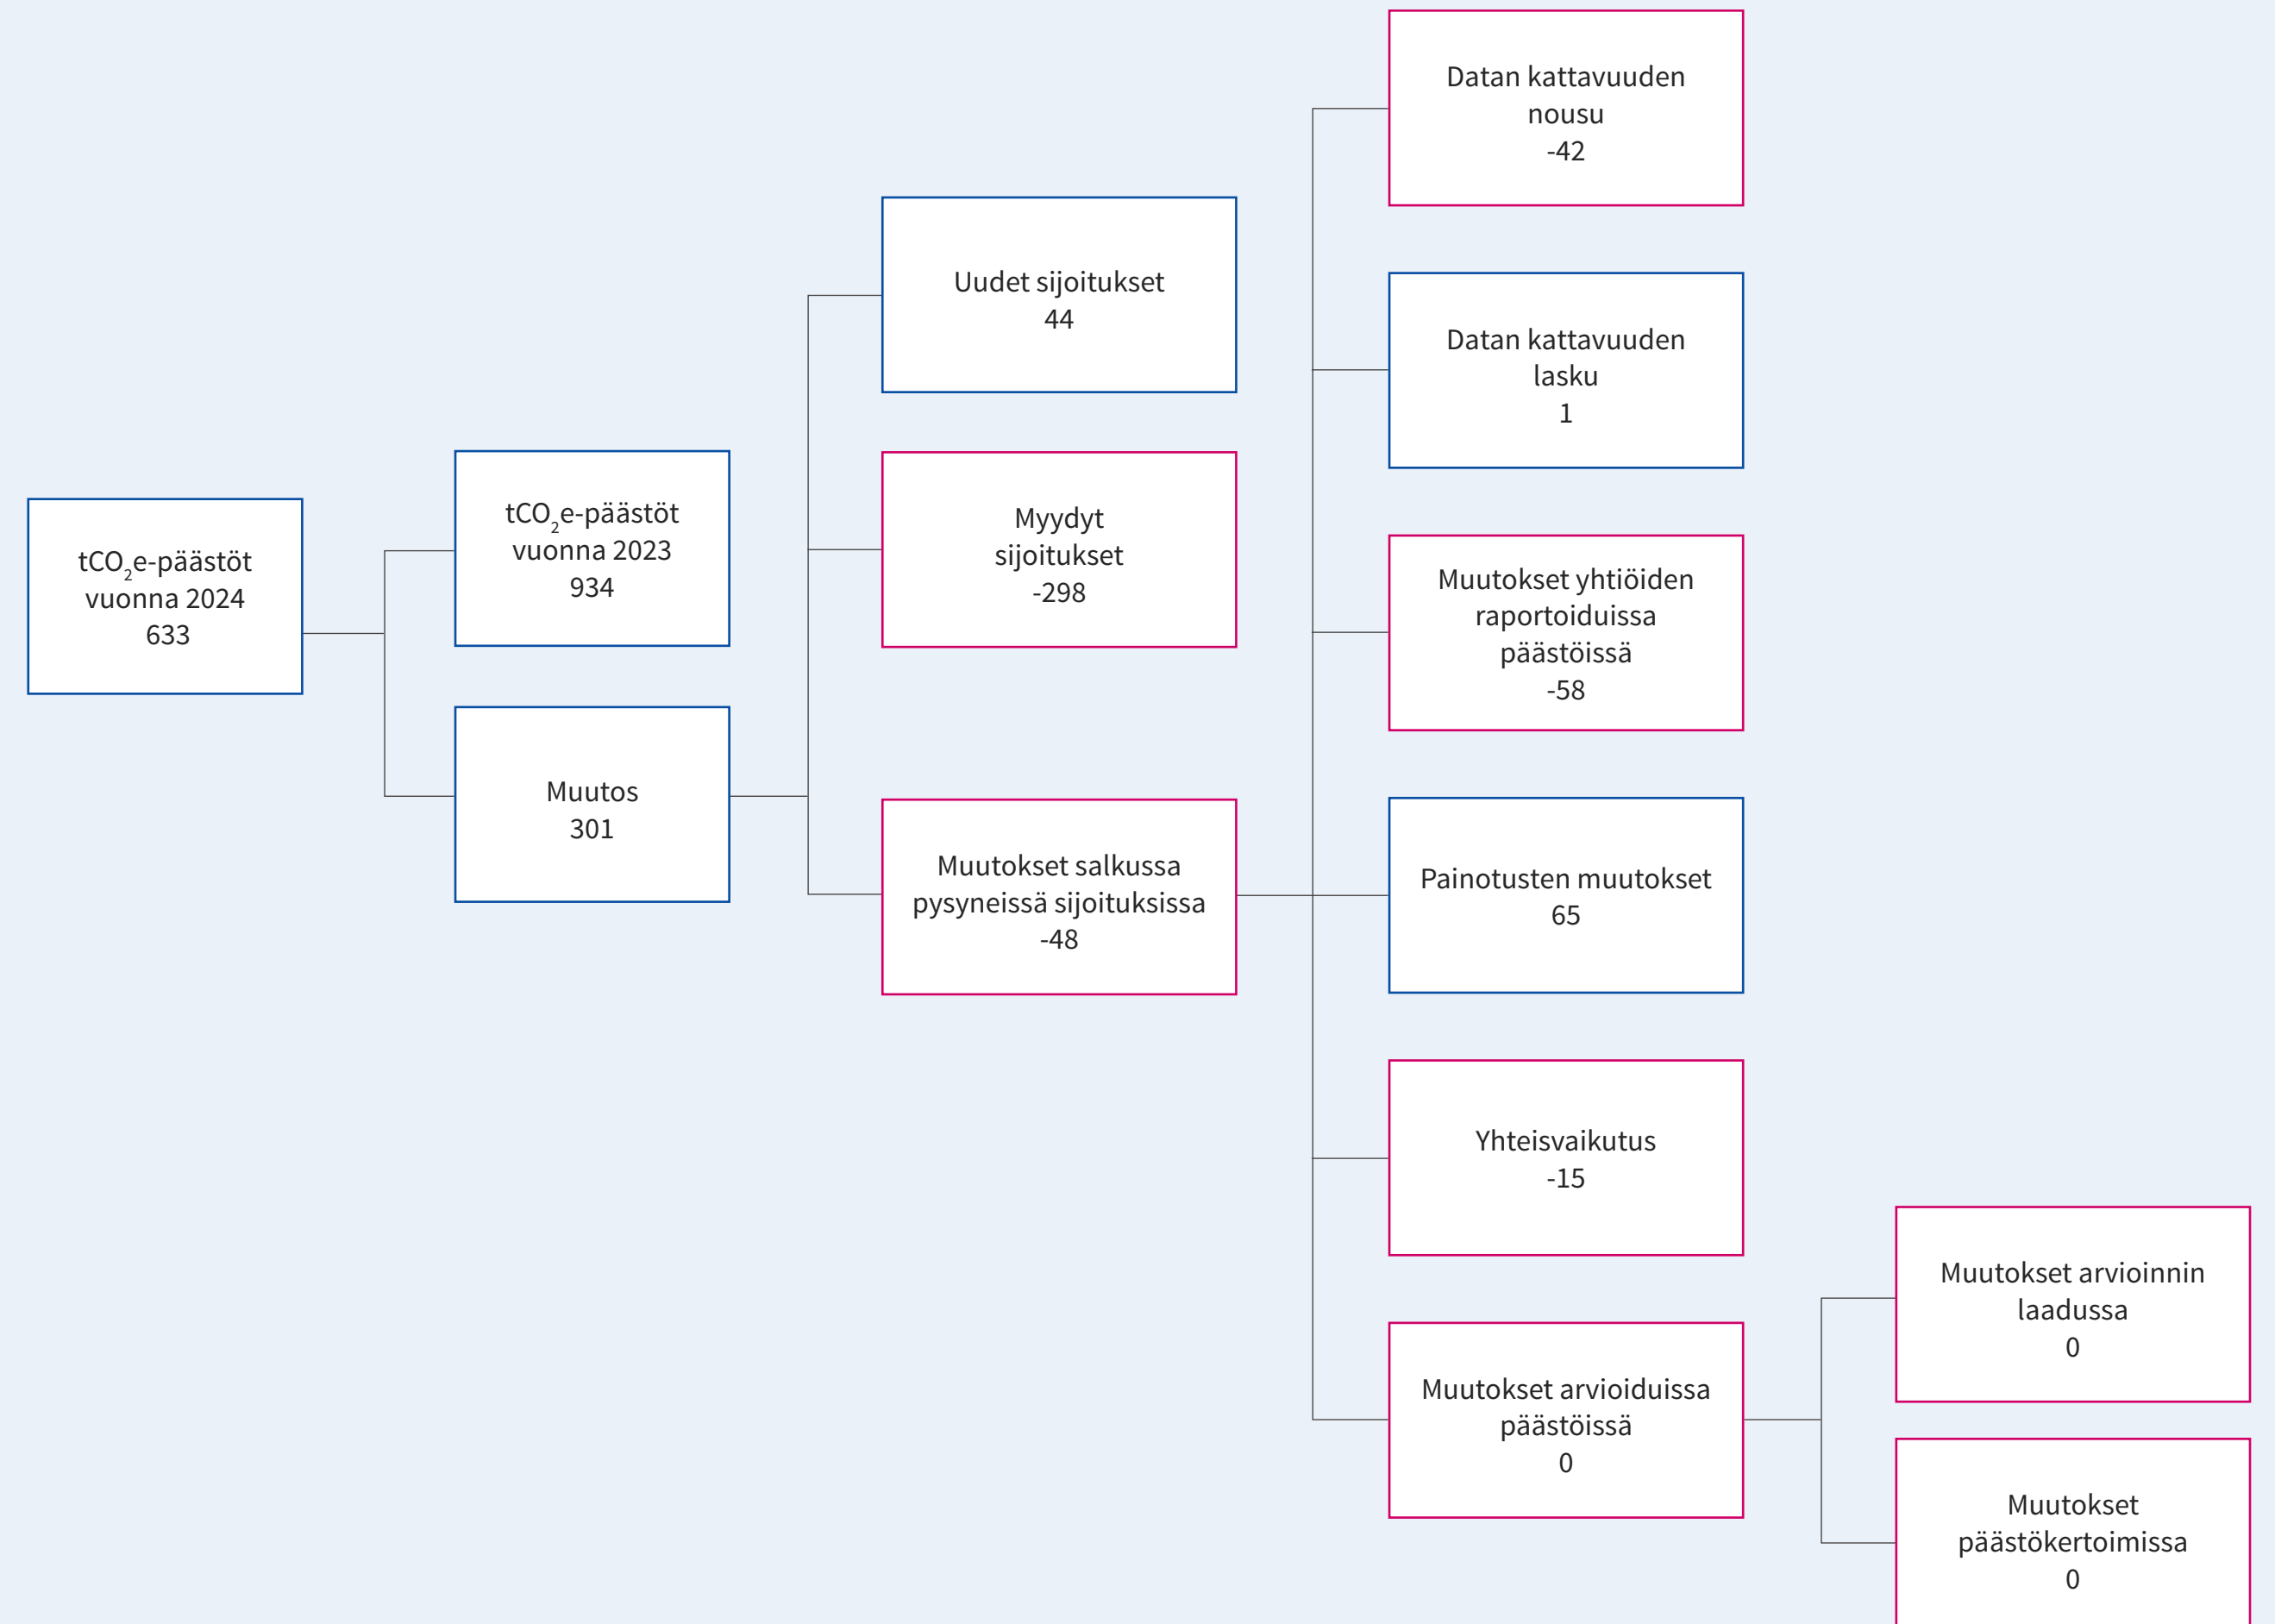 tCO₂e-päästöt
vuonna 2024
633
tCO₂e-päästöt
vuonna 2023
934
Muutos
301
Uudet sijoitukset
44
Myydyt
sijoitukset
-298
Muutokset salkussa
pysyneissä sijoituksissa
-48
Datan kattavuuden
nousu
-42
Datan kattavuuden
lasku
1
Muutokset yhtiöiden
raportoiduissa
päästöissä
-58
Painotusten muutokset
65
Yhteisvaikutus
-15
Muutokset arvioiduissa
päästöissä
0
Muutokset arvioinnin
laadussa
0
Muutokset
päästökertoimissa
0